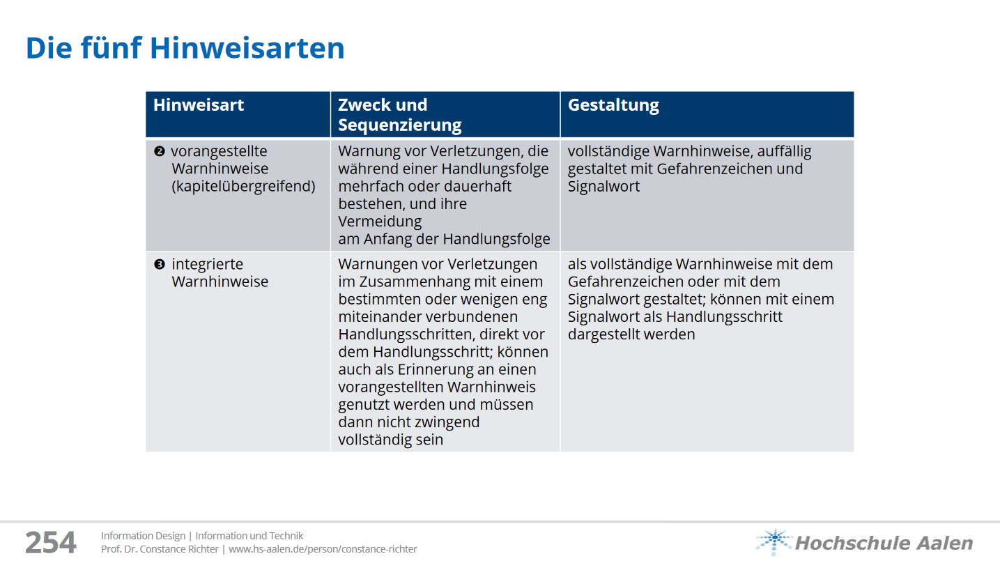 Die fünf Hinweisarten
Hinweisart
Zweck und
Sequenzierung
Gestaltung
❷ vorangestellte
Warnhinweise
(kapitelübergreifend)
Warnung vor Verletzungen, die
während einer Handlungsfolge
mehrfach oder dauerhaft
bestehen, und ihre
Vermeidung
am Anfang der Handlungsfolge
vollständige Warnhinweise, auffällig
gestaltet mit Gefahrenzeichen und
Signalwort
❸ integrierte
Warnhinweise
Warnungen vor Verletzungen
im Zusammenhang mit einem
bestimmten oder wenigen eng
miteinander verbundenen
Handlungsschritten, direkt vor
dem Handlungsschritt; können
auch als Erinnerung an einen
vorangestellten Warnhinweis
genutzt werden und müssen
dann nicht zwingend
vollständig sein
als vollständige Warnhinweise mit dem
Gefahrenzeichen oder mit dem
Signalwort gestaltet; können mit einem
Signalwort als Handlungsschritt
dargestellt werden
254
Information Design | Information und Technik
Prof. Dr. Constance Richter | www.hs-aalen.de/person/constance-richter
Hochschule Aalen